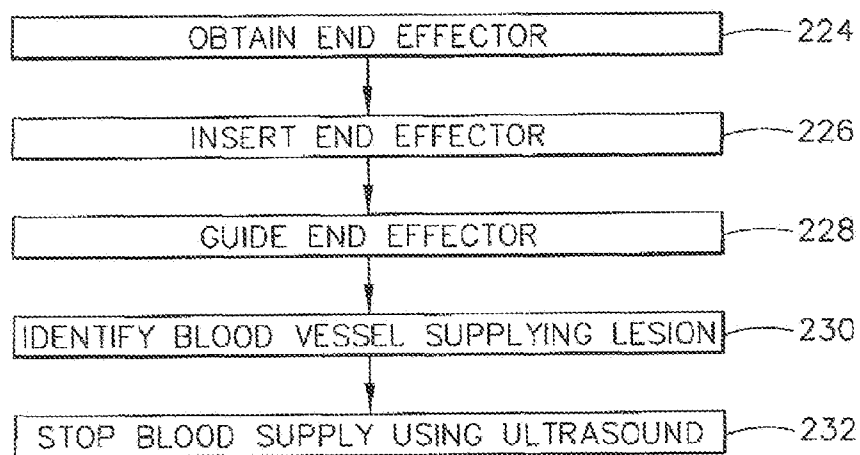 OBTAIN END EFFECTOR 224
INSERT END EFFECTOR 226
GUIDE END EFFECTOR 228
IDENTIFY BLOOD VESSEL SUPPLYING LESION 230
STOP BLOOD SUPPLY USING ULTRASOUND 232